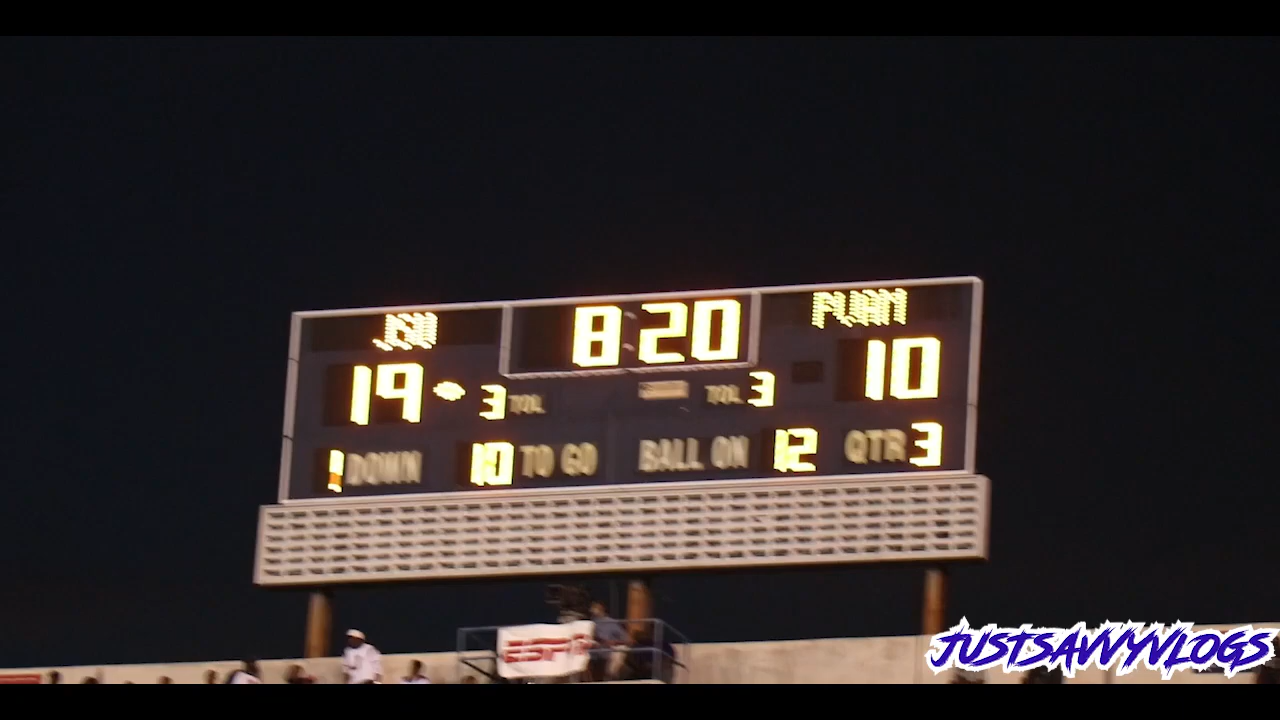 JSU 8:20 PVAM
19 3 TOL TOL 3 10
1 DOWN 10 TO GO BALL ON 12 QTR 3
ESPN
JUSTSAVVYVLOGS